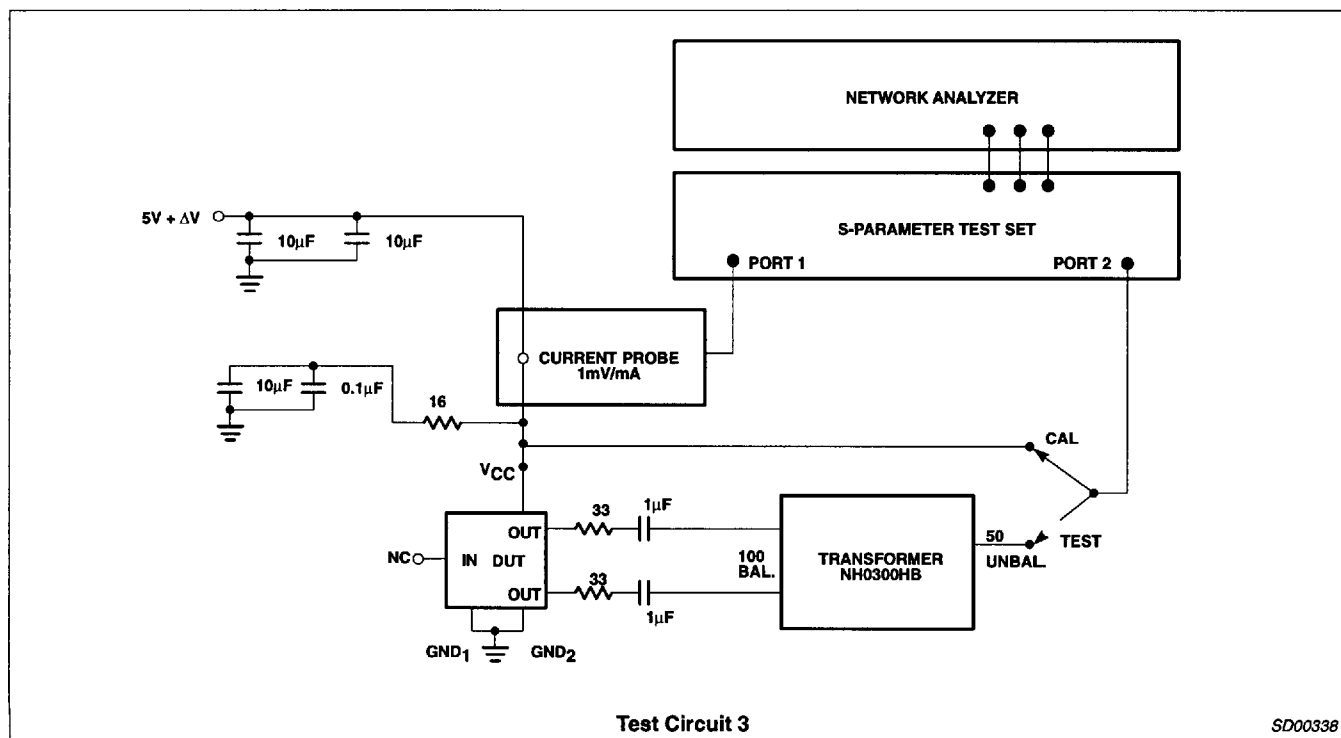 NETWORK ANALYZER
5V + ΔV
10µF
10µF
S-PARAMETER TEST SET
PORT 1
PORT 2
CURRENT PROBE
1mV/mA
10µF
0.1µF
16
CAL
VCC
33
1µF
OUT
NC
IN
DUT
100
BAL.
TRANSFORMER
NH0300HB
50
UNBAL.
TEST
OUT
33
1µF
GND1
GND2
Test Circuit 3
SD00338